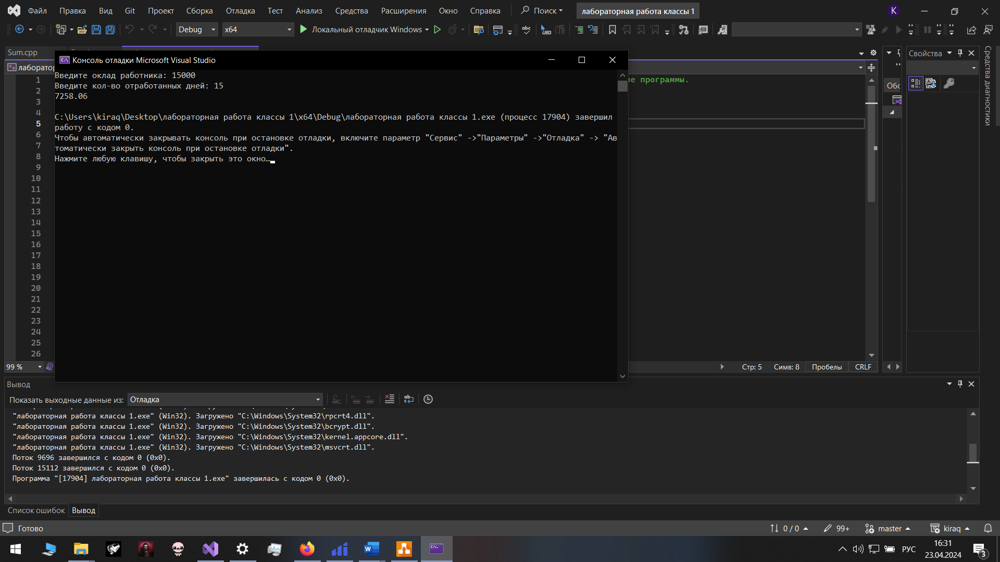 Файл Правка Вид Git Проект Сборка Отладка Тест Анализ Средства Расширения Окно Справка Поиск лабораторная работа классы 1 K
Debug x64 Локальный отладчик Windows
Sum.cpp
Консоль отладки Microsoft Visual Studio
Свойства
Средства диагностики
Введите оклад работника: 15000
Введите кол-во отработанных дней: 15
7258.06
C:\Users\kiraq\Desktop\лабораторная работа классы 1\x64\Debug\лабораторная работа классы 1.exe (процесс 17904) завершил
работу с кодом 0.
Чтобы автоматически закрывать консоль при остановке отладки, включите параметр "Сервис" ->"Параметры" ->"Отладка" -> "Ав
томатически закрыть консоль при остановке отладки".
Нажмите любую клавишу, чтобы закрыть это окно…
программы.
1
2
3
4
5
6
7
8
9
10
11
12
13
14
15
16
17
18
19
20
21
22
23
24
25
26
99 %
Стр: 5 Симв: 8 Пробелы CRLF
Вывод
Показать выходные данные из: Отладка
"лабораторная работа классы 1.exe" (Win32). Загружено "C:\Windows\System32\rpcrt4.dll".
"лабораторная работа классы 1.exe" (Win32). Загружено "C:\Windows\System32\bcrypt.dll".
"лабораторная работа классы 1.exe" (Win32). Загружено "C:\Windows\System32\kernel.appcore.dll".
"лабораторная работа классы 1.exe" (Win32). Загружено "C:\Windows\System32\msvcrt.dll".
Поток 9696 завершился с кодом 0 (0x0).
Поток 15112 завершился с кодом 0 (0x0).
Программа "[17904] лабораторная работа классы 1.exe" завершилась с кодом 0 (0x0).
Список ошибок Вывод
Готово 0 / 0 99+ master kiraq
РУС 16:31
23.04.2024 3